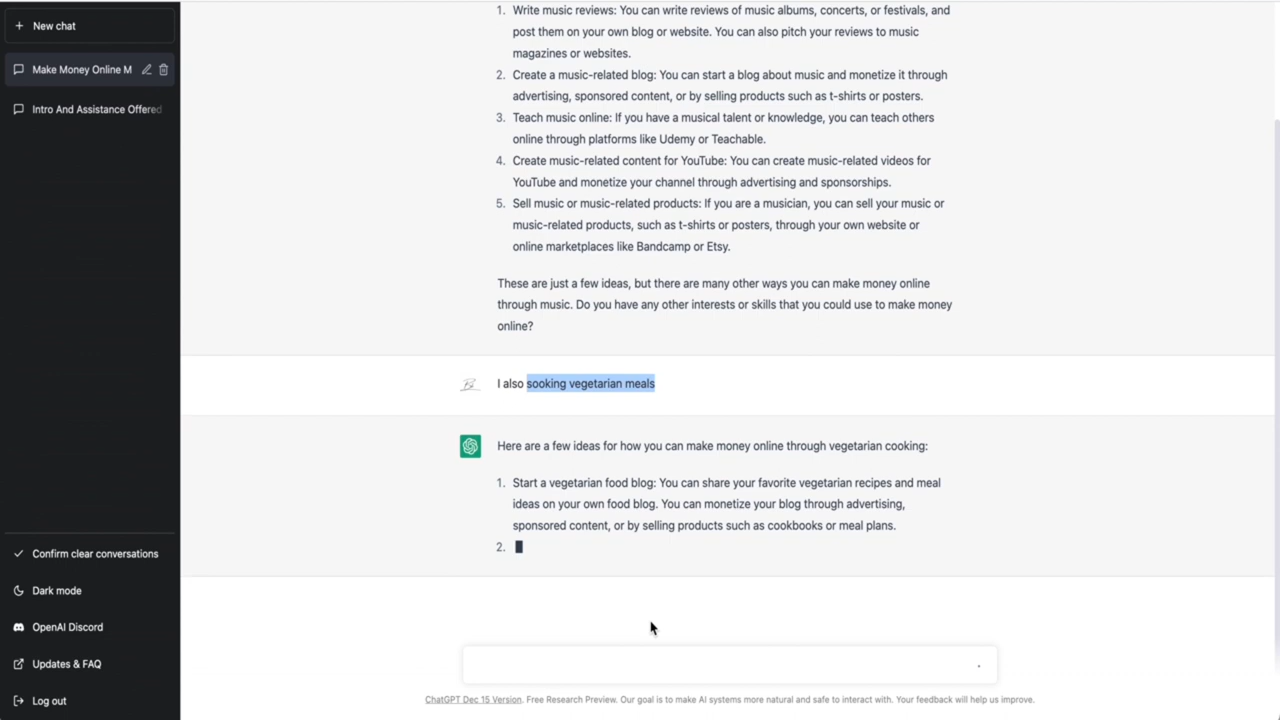 New chat
Make Money Online M
Intro And Assistance Offered
Confirm clear conversations
Dark mode
OpenAI Discord
Updates & FAQ
Log out
1. Write music reviews: You can write reviews of music albums, concerts, or festivals, and
post them on your own blog or website. You can also pitch your reviews to music
magazines or websites.
2. Create a music-related blog: You can start a blog about music and monetize it through
advertising, sponsored content, or by selling products such as t-shirts or posters.
3. Teach music online: If you have a musical talent or knowledge, you can teach others
online through platforms like Udemy or Teachable.
4. Create music-related content for YouTube: You can create music-related videos for
YouTube and monetize your channel through advertising and sponsorships.
5. Sell music or music-related products: If you are a musician, you can sell your music or
music-related products, such as t-shirts or posters, through your own website or
online marketplaces like Bandcamp or Etsy.
These are just a few ideas, but there are many other ways you can make money online
through music. Do you have any other interests or skills that you could use to make money
online?
I also sooking vegetarian meals
Here are a few ideas for how you can make money online through vegetarian cooking:
1. Start a vegetarian food blog: You can share your favorite vegetarian recipes and meal
ideas on your own food blog. You can monetize your blog through advertising,
sponsored content, or by selling products such as cookbooks or meal plans.
2.
ChatGPT Dec 15 Version. Free Research Preview. Our goal is to make AI systems more natural and safe to interact with. Your feedback will help us improve.